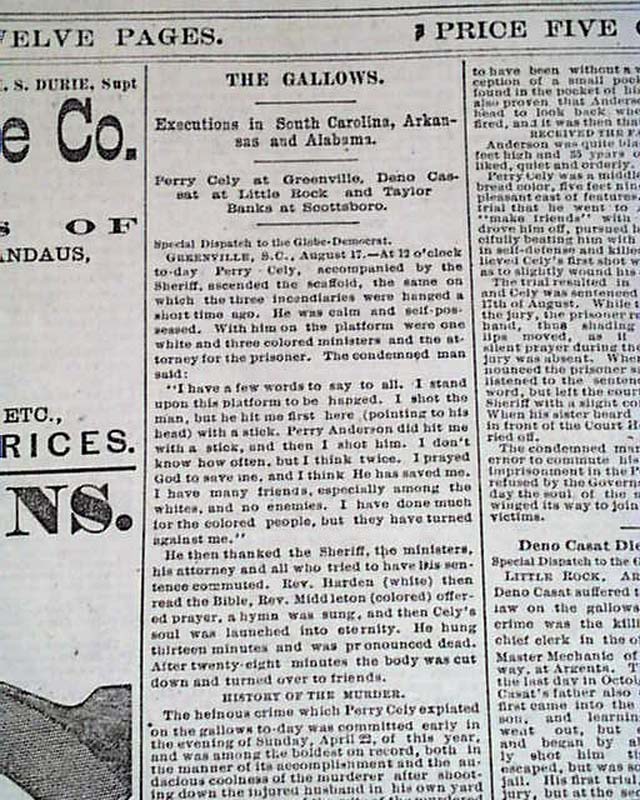 ELVE PAGES.
PRICE FIVE
S. DURIE, Supt
e Co.
OF
ANDAUS,
ETC.,
RICES.
NS.
THE GALLOWS.
Executions in South Carolina, Arkan-
sas and Alabama.
Perry Cely at Greenville, Deno Cas-
sat at Little Rock and Taylor
Banks at Scottsboro.
Special Dispatch to the Globe-Democrat.
GREENVILLE, S.C., August 17.—At 12 o'clock
to-day Perry Cely, accompanied by the
Sheriff, ascended the scaffold, the same on
which the three incendiaries were hanged a
short time ago. He was calm and self-pos-
sessed. With him on the platform were one
white and three colored ministers and the at-
torney for the prisoner. The condemned man
said:
"I have a few words to say to all. I stand
upon this platform to be hanged. I shot the
man, but he hit me first here (pointing to his
head) with a stick. Perry Anderson did hit me
with a stick, and then I shot him. I don't
know how often, but I think twice. I prayed
God to save me, and I think He has saved me.
I have many friends, especially among the
whites, and no enemies. I have done much
for the colored people, but they have turned
against me."
He then thanked the Sheriff, the ministers,
his attorney and all who tried to have his sen-
tence commuted. Rev. Harden (white) then
read the Bible, Rev. Middleton (colored) offer-
ed prayer, a hymn was sung, and then Cely's
soul was launched into eternity. He hung
thirteen minutes and was pronounced dead.
After twenty-eight minutes the body was cut
down and turned over to friends.
HISTORY OF THE MURDER.
The heinous crime which Perry Cely expiated
on the gallows to-day was committed early in
the evening of Sunday, April 22, of this year,
and was among the boldest on record, both in
the manner of its accomplishment and the au-
dacious coolness of the murderer after shoot-
ing down the injured husband in his own yard
to have been without a
ception of a small pock
found in the pocket of hi
also proven that Anders
head to look back whe
fired, and it was then tha
RECEIVED THE FA
Anderson was quite bla
feet high and 35 years o
liked, quiet and orderly.
Perry Cely was a middle
bread color, five feet nin
pleasant east of features.
trial that he went to
"make friends" with
drove him off, pursued h
cifully beating him with
in self-defense and killed
lieved Cely's first shot w
as to slightly wound his
The trial resulted in
and Cely was sentenced
17th of August. While t
the jury, the prisoner re
hand, thus shading
lips moved, as if
silent prayer during the
jury was absent. When
nounced the prisoner s
listened to the senten
word, but left the court
Sheriff with a slight co
When his sister heard
in front of the Court H
ried off.
The condemned man
ernor to commute his
imprisonment in the P
refused by the Govern
day the soul of the
winged its way to join
victims.
Deno Casat Die
Special Dispatch to the G
LITTLE ROCK, AR
Deno Casat suffered t
law on the gallows
crime was the killi
chief clerk in the of
Master Mechanic of
way, at Argenta. T
the last day in Octob
Casat's father also
first came into the
son, and learning
went out, but
and began by a
ly shot him
escaped, but was so
jail. His first trial
jury, but at the se